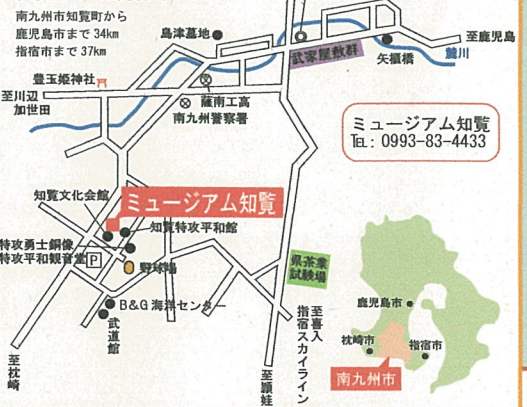 南九州市知覧町から
鹿児島市まで 34km
指宿市まで 37km
島津墓地
至鹿児島
武家屋敷群
矢櫃橋
麓川
豊玉姫神社
至川辺
加世田
薩南工高
南九州警察署
ミュージアム知覧
TEL: 0993-83-4433
知覧文化会館
ミュージアム知覧
知覧特攻平和館
特攻勇士銅像
特攻平和観音堂
P
野球場
県茶業
試験場
B&G海洋センター
武道館
至枕崎
至頴娃
至喜入
指宿スカイライン
鹿児島市
枕崎市
指宿市
南九州市